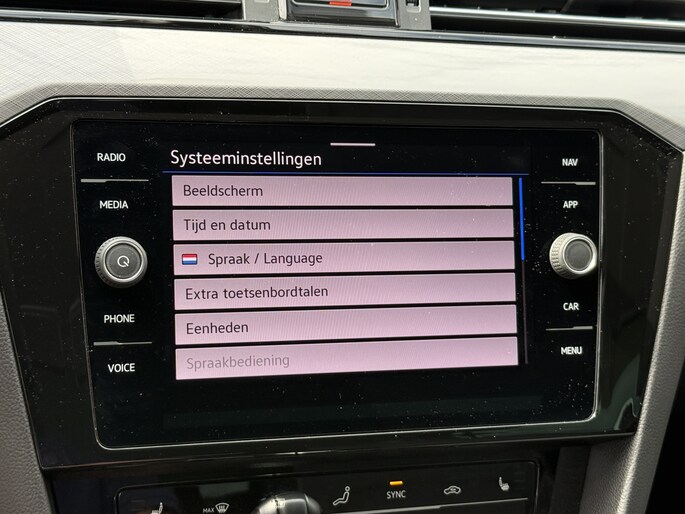 Systeeminstellingen
RADIO
MEDIA
PHONE
VOICE
Beeldscherm
Tijd en datum
Spraak / Language
Extra toetsenbordtalen
Eenheden
Spraakbediening
NAV
APP
CAR
MENU
MAX
SYNC